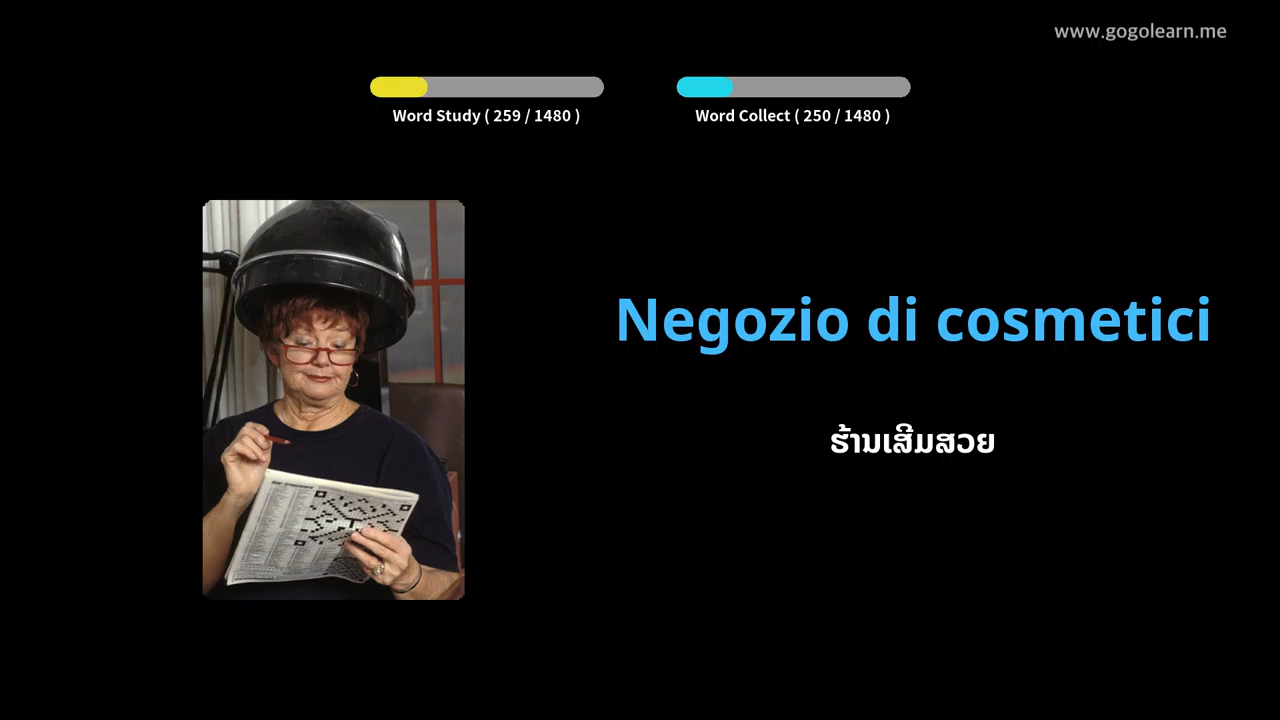 www.gogolearn.me
Word Study ( 259 / 1480 )
Word Collect ( 250 / 1480 )
Negozio di cosmetici
ຮ້ານເສີມສວຍ